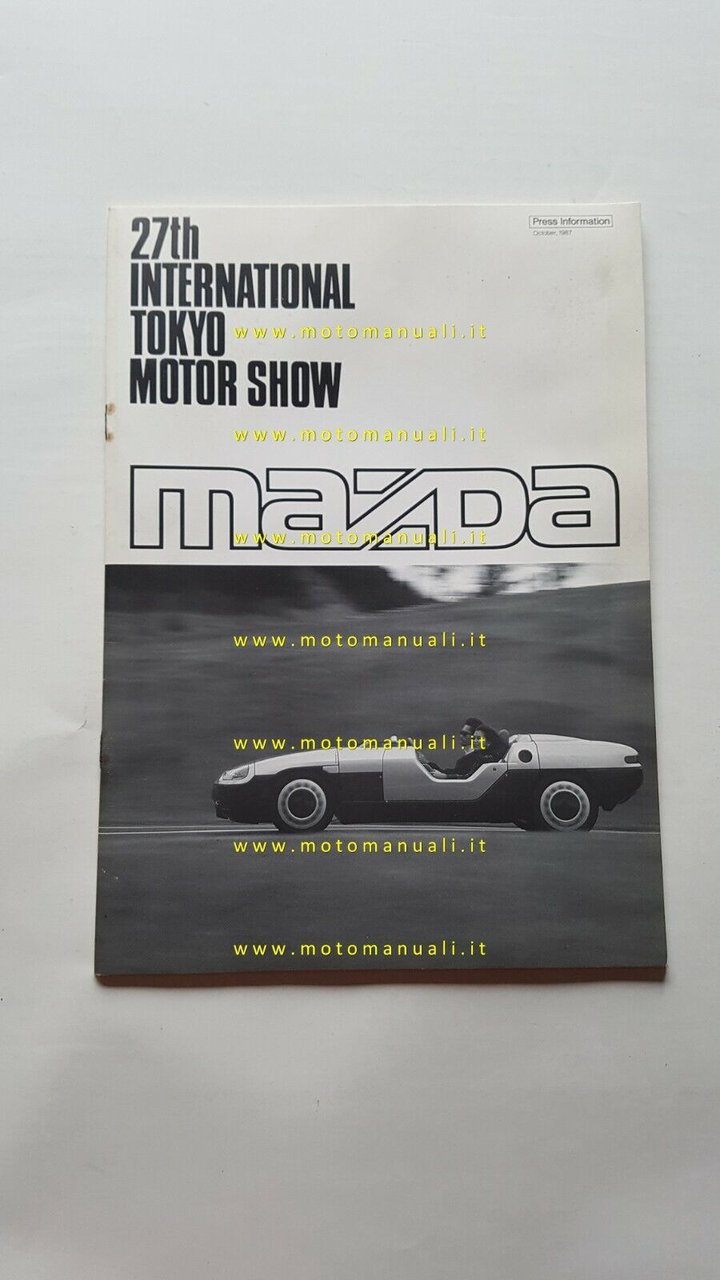 27th
INTERNATIONAL
TOKYO
MOTOR SHOW
Press Information
October, 1987
www.motomanuali.it
www.motomanuali.it
mazda
www.motomanuali.it
www.motomanuali.it
www.motomanuali.it
www.motomanuali.it
www.motomanuali.it